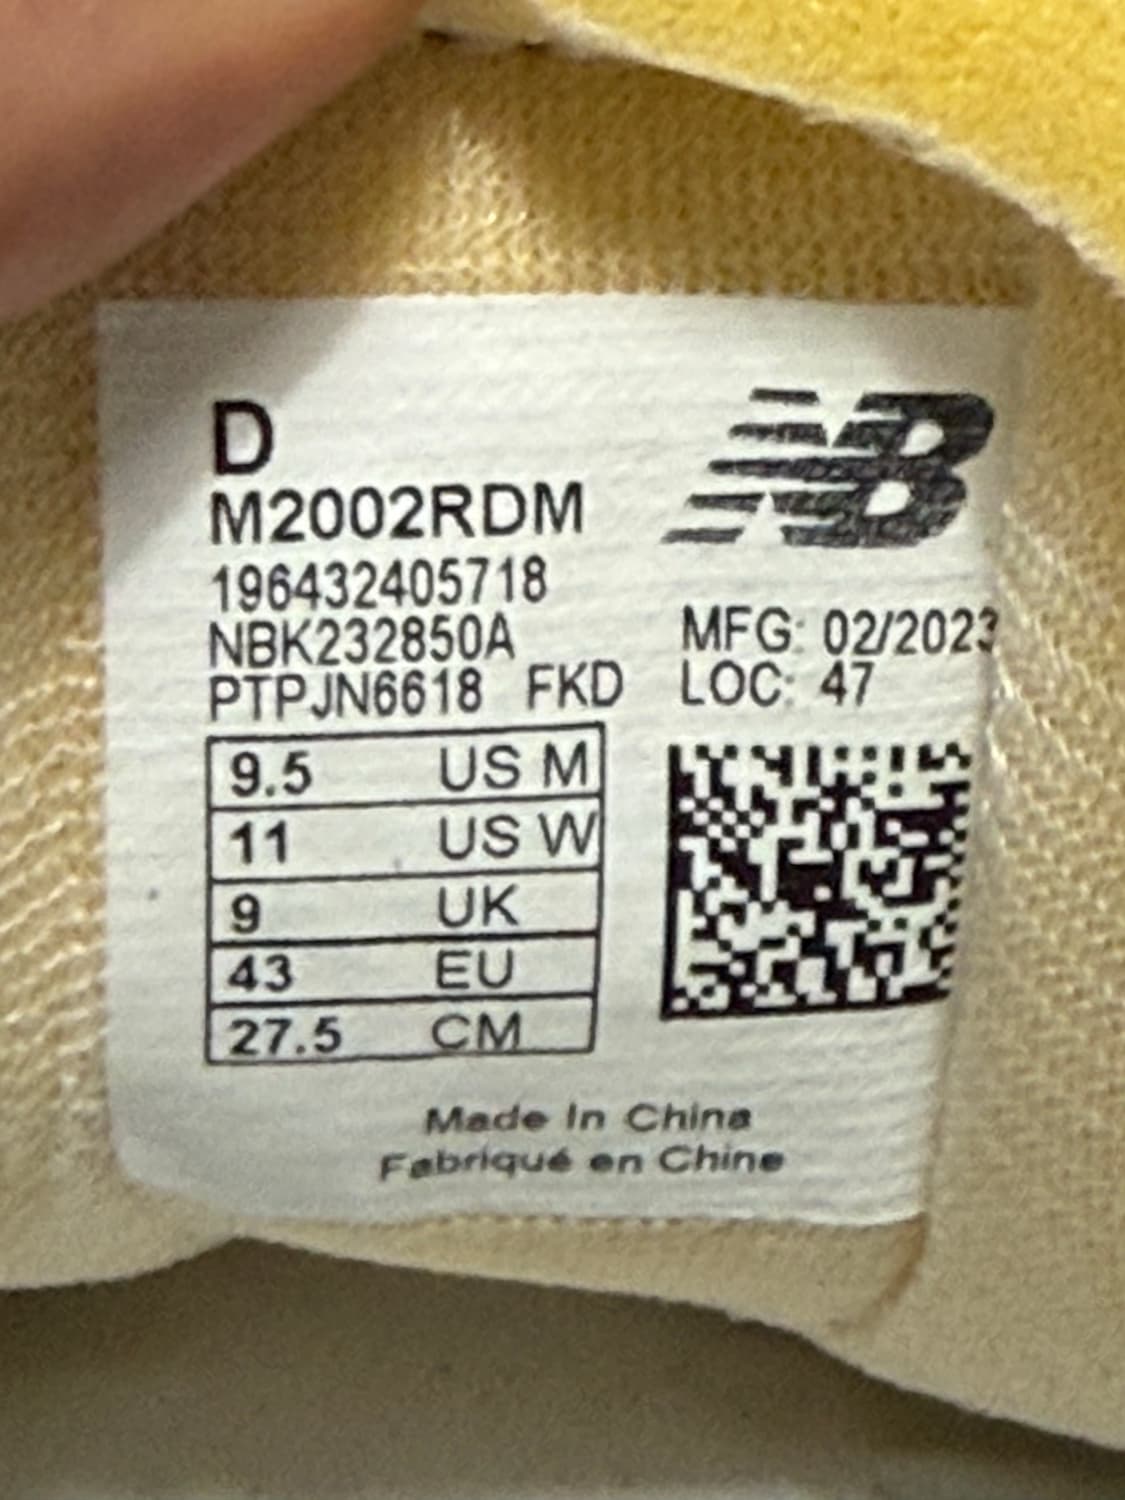 D
NB
M2002RDM
196432405718
NBK232850A
MFG: 02/2023
PTPJN6618 FKD
LOC: 47
9.5 US M
11 US W
9 UK
43 EU
27.5 CM
Made In China
Fabriqué en Chine